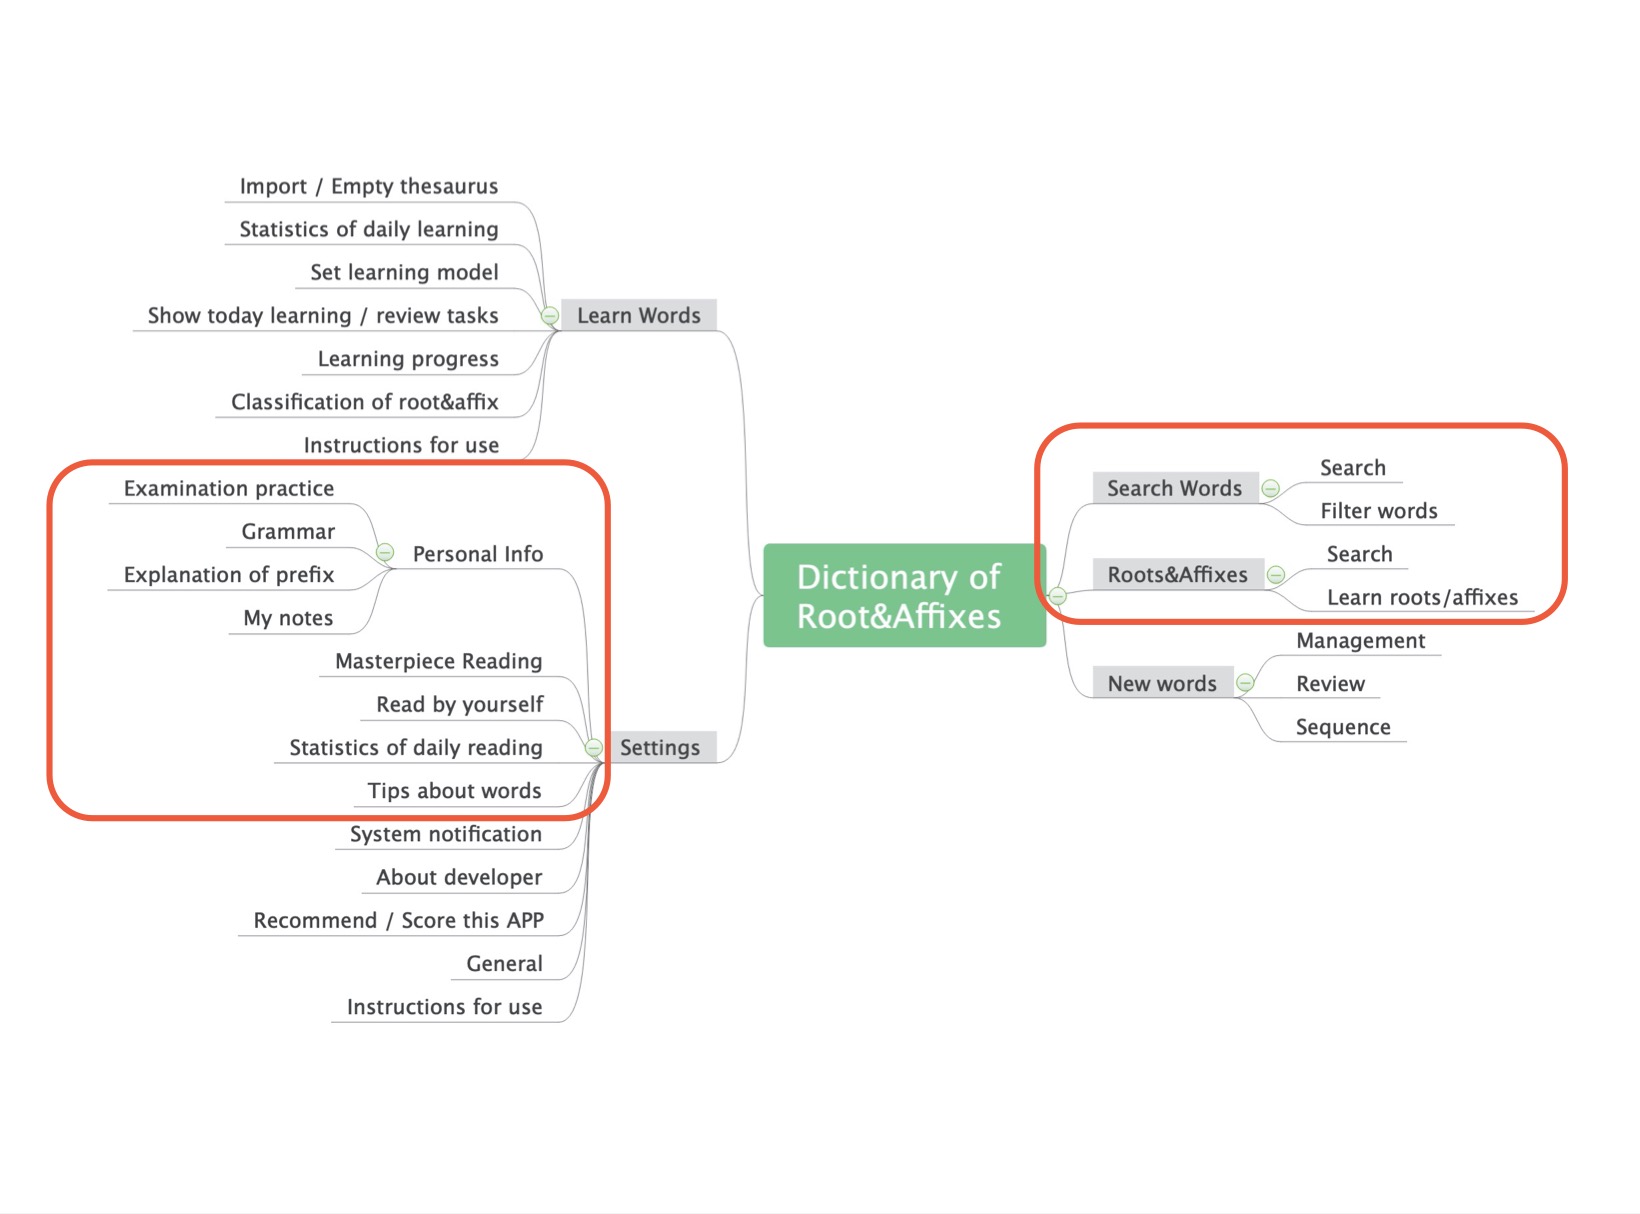 Import / Empty thesaurus
Statistics of daily learning
Set learning model
Show today learning / review tasks
Learning progress
Classification of root&affix
Instructions for use
Learn Words
Examination practice
Grammar
Explanation of prefix
My notes
Personal Info
Masterpiece Reading
Read by yourself
Statistics of daily reading
Tips about words
System notification
About developer
Recommend / Score this APP
General
Instructions for use
Settings
Dictionary of
Root&Affixes
Search Words
Search
Filter words
Roots&Affixes
Search
Learn roots/affixes
New words
Management
Review
Sequence